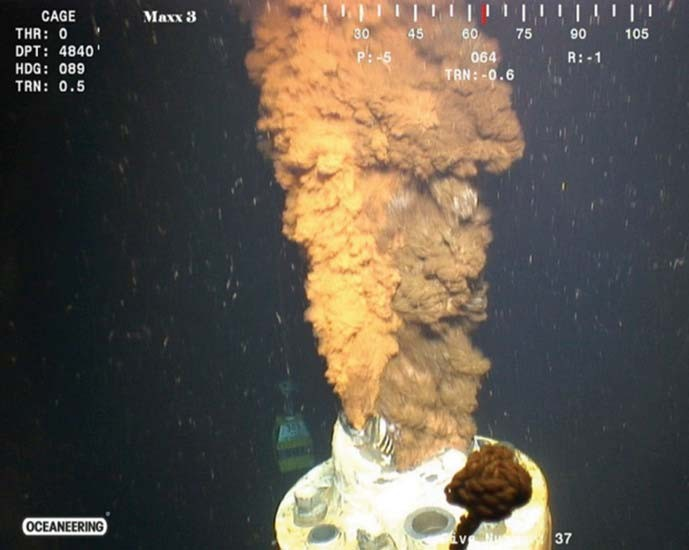 CAGE
THR: 0
DPT: 4840'
HDG: 089
TRN: 0.5
Maxx 3
30 45 60 75 90 105
P:-5 064 R:-1
TRN:-0.6
OCEANEERING
37